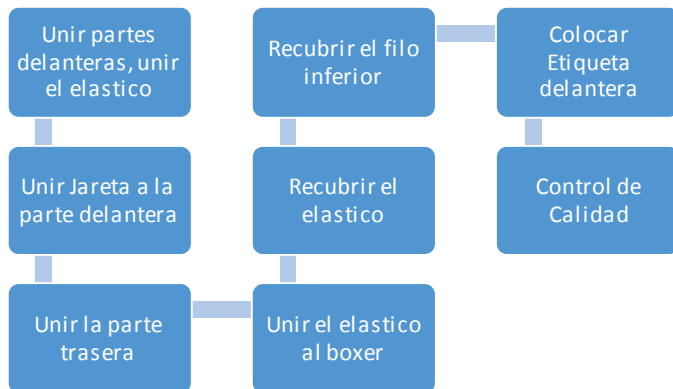 Unir partes
delanteras, unir
el elastico
Unir Jareta a la
parte delantera
Unir la parte
trasera
Unir el elastico
al boxer
Recubrir el
elastico
Recubrir el filo
inferior
Colocar
Etiqueta
delantera
Control de
Calidad